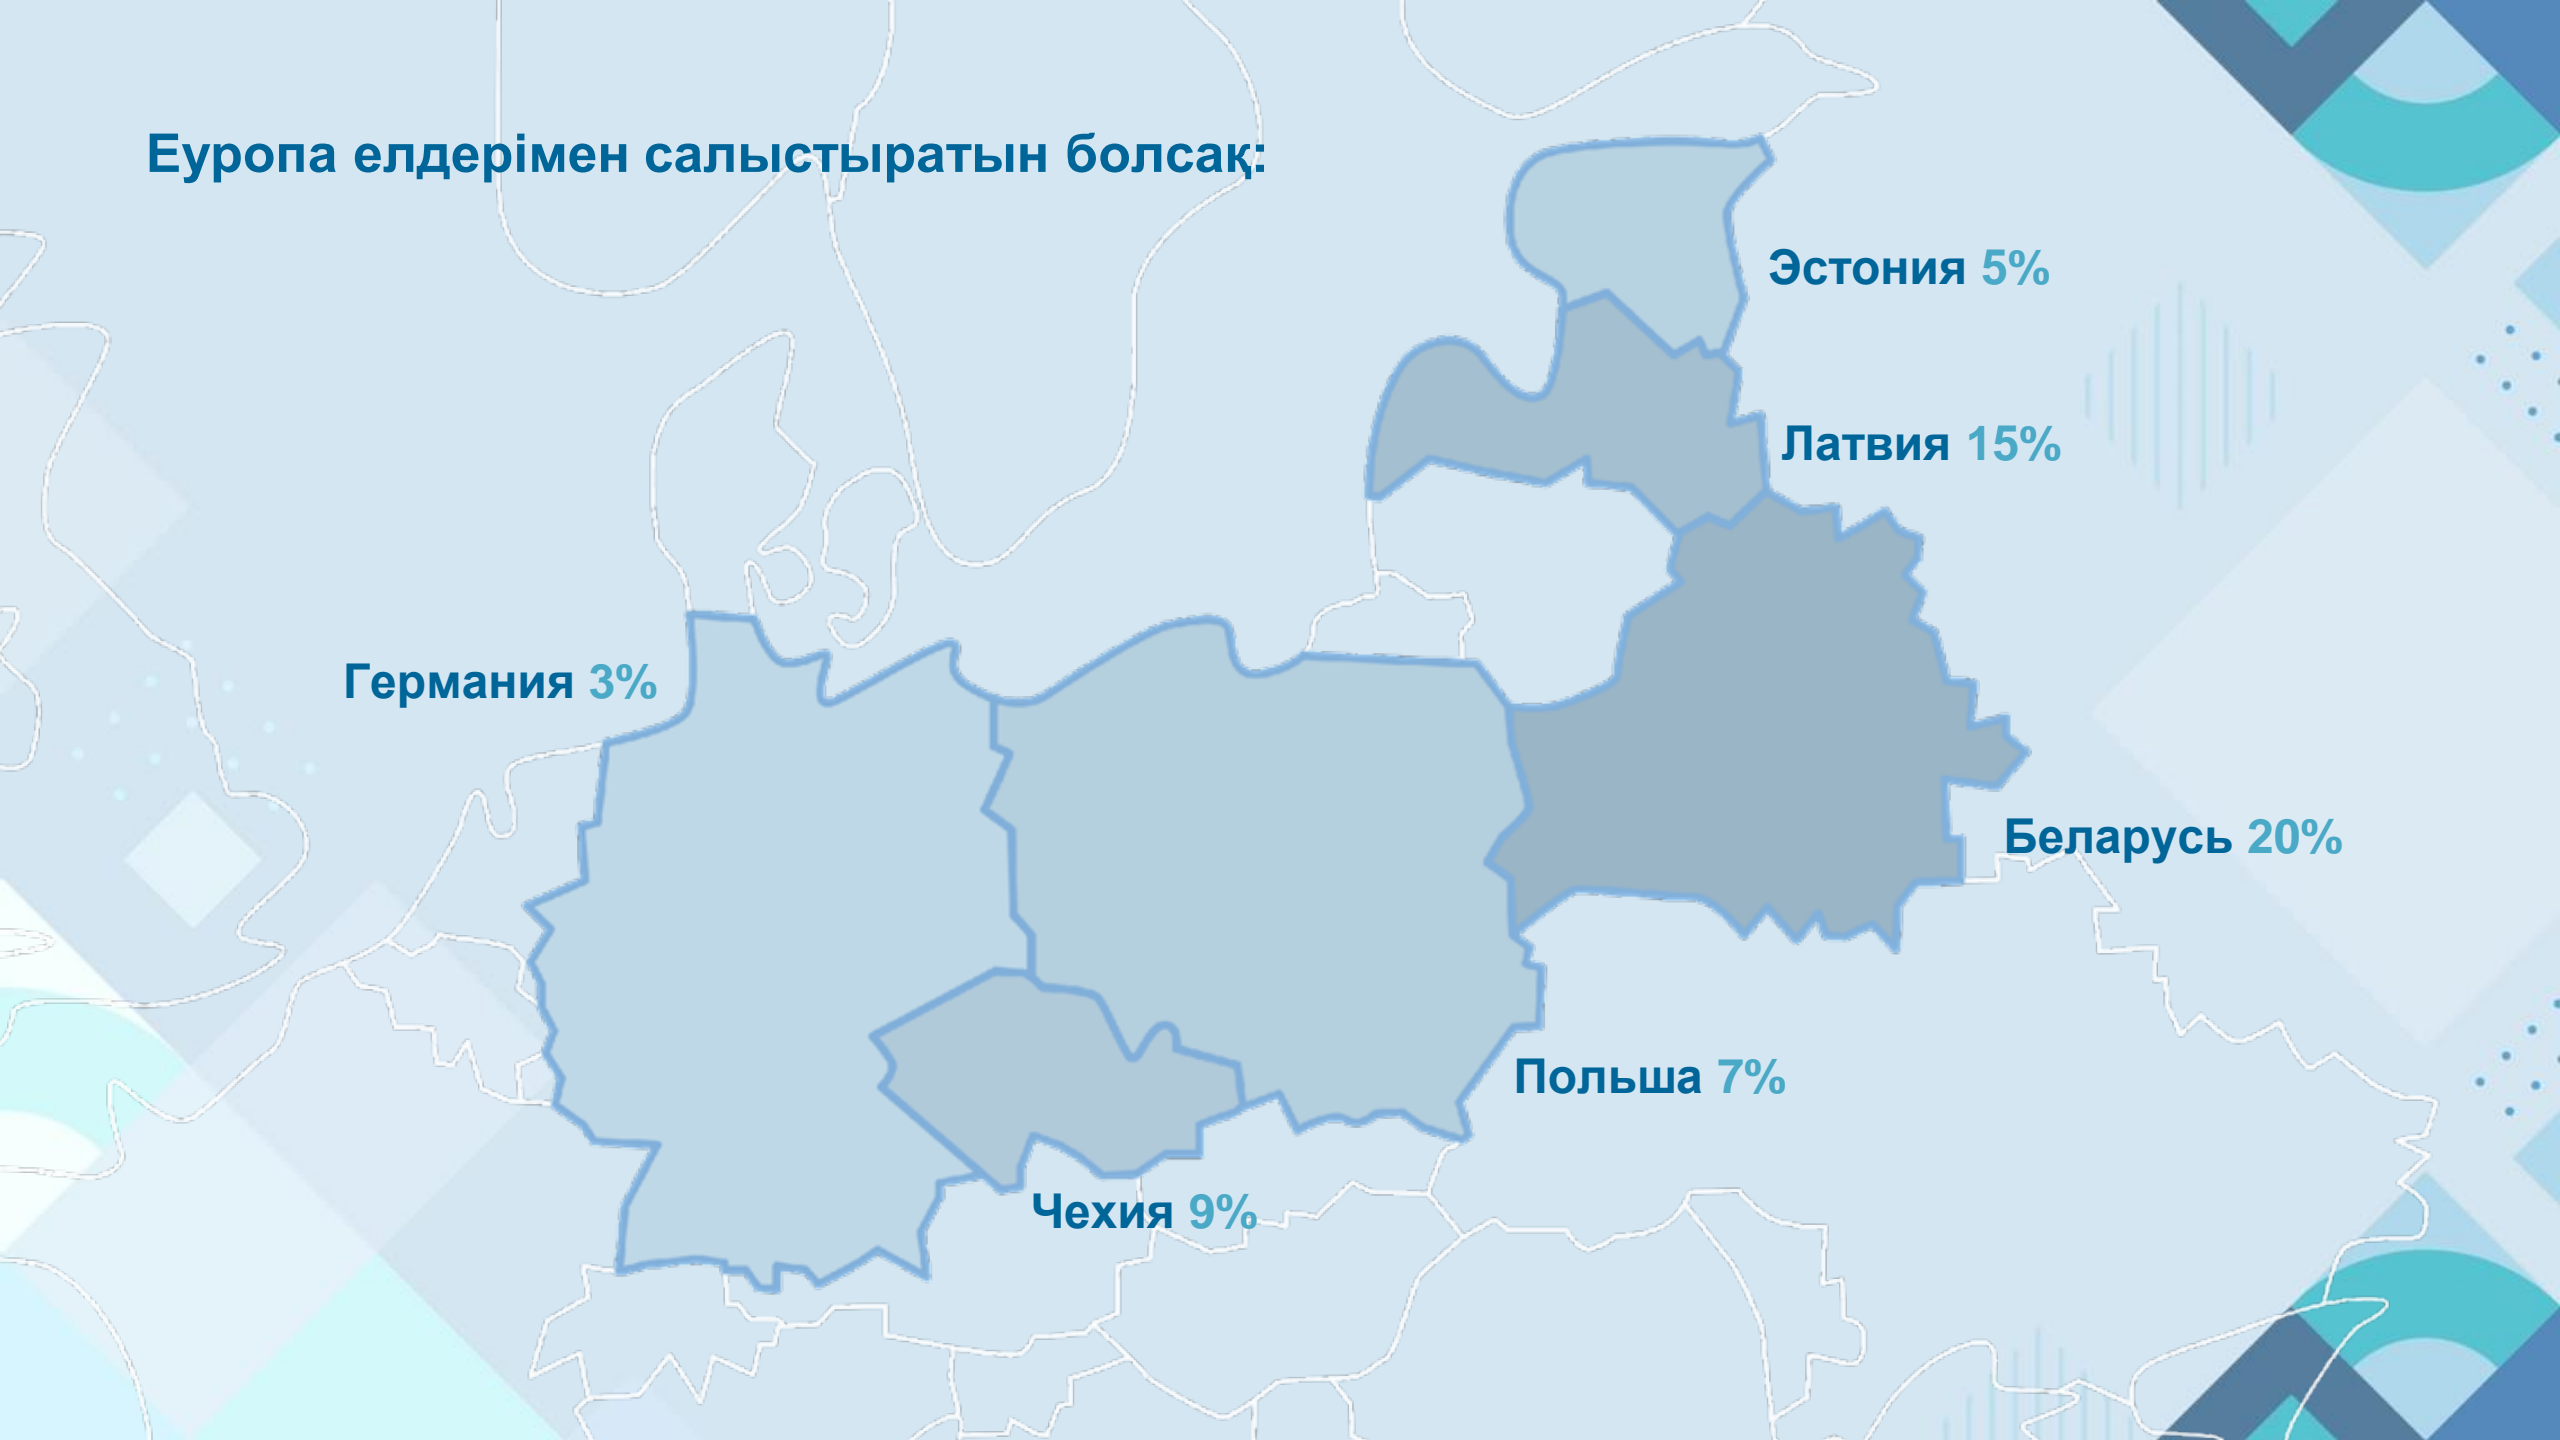 Еуропа елдерімен салыстыратын болсақ:
Эстония 5%
Латвия 15%
Германия 3%
Беларусь 20%
Польша 7%
Чехия 9%